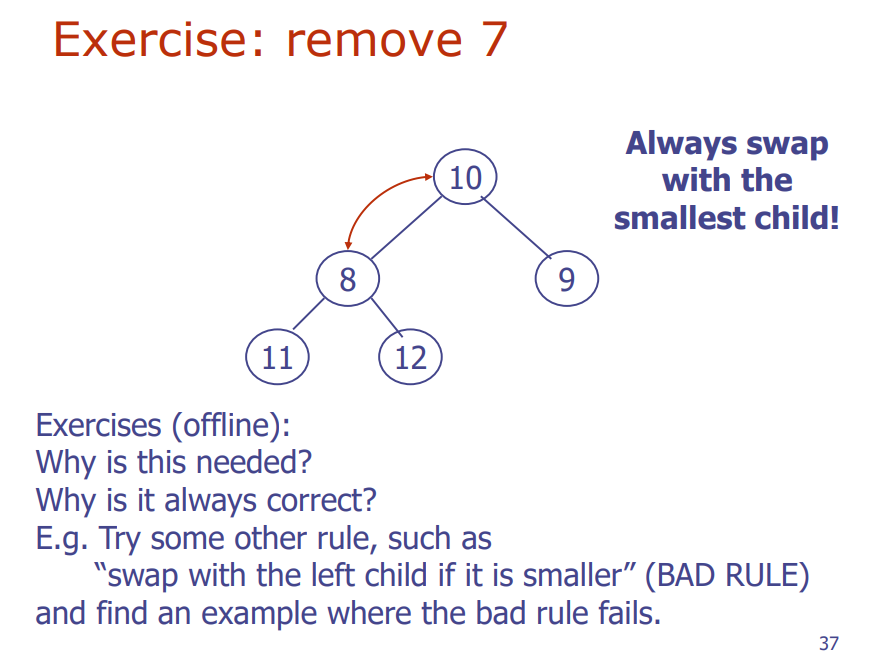 Exercise: remove 7
Always swap
with the
smallest child!
10
8
9
11
12
Exercises (offline):
Why is this needed?
Why is it always correct?
E.g. Try some other rule, such as
“swap with the left child if it is smaller” (BAD RULE)
and find an example where the bad rule fails.
37